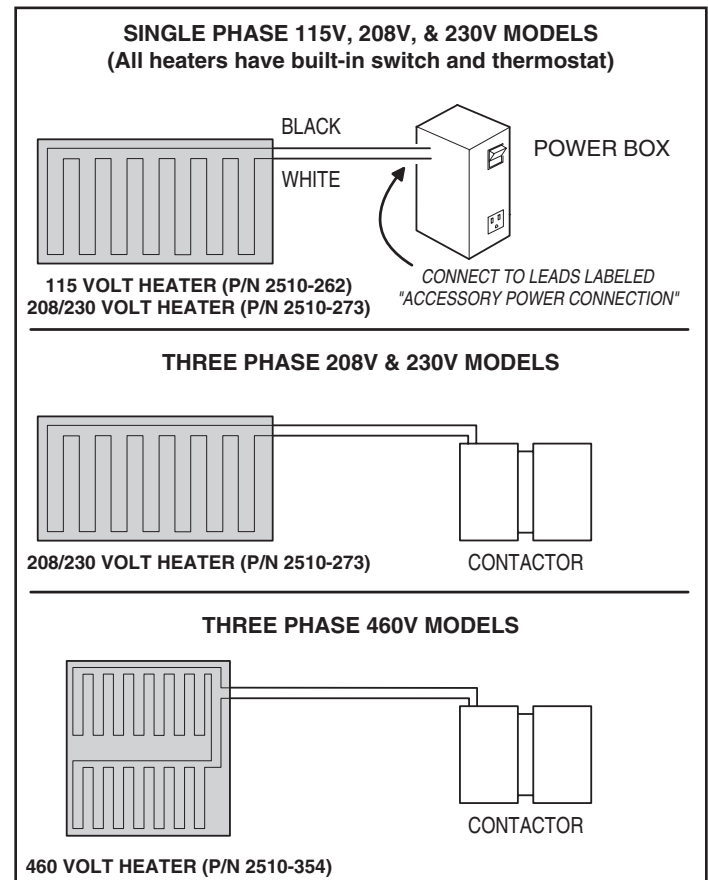 SINGLE PHASE 115V, 208V, & 230V MODELS
(All heaters have built-in switch and thermostat)
BLACK
WHITE
POWER BOX
CONNECT TO LEADS LABELED
"ACCESSORY POWER CONNECTION"
115 VOLT HEATER (P/N 2510-262)
208/230 VOLT HEATER (P/N 2510-273)
THREE PHASE 208V & 230V MODELS
208/230 VOLT HEATER (P/N 2510-273)
CONTACTOR
THREE PHASE 460V MODELS
CONTACTOR
460 VOLT HEATER (P/N 2510-354)